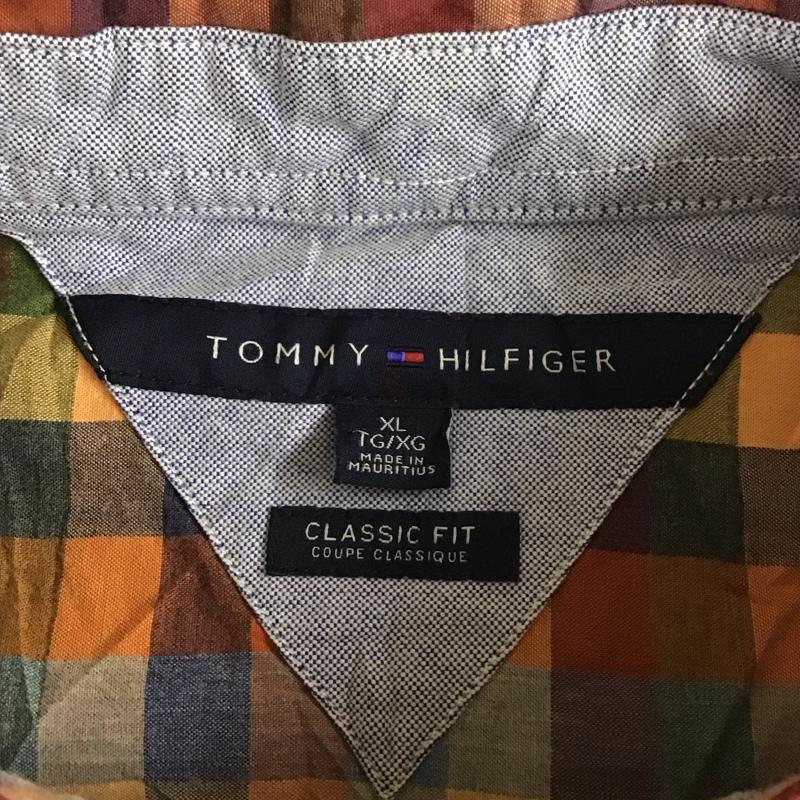 TOMMY HILFIGER
XL
TG/XG
MADE IN
MAURITIUS
CLASSIC FIT
COUPE CLASSIQUE